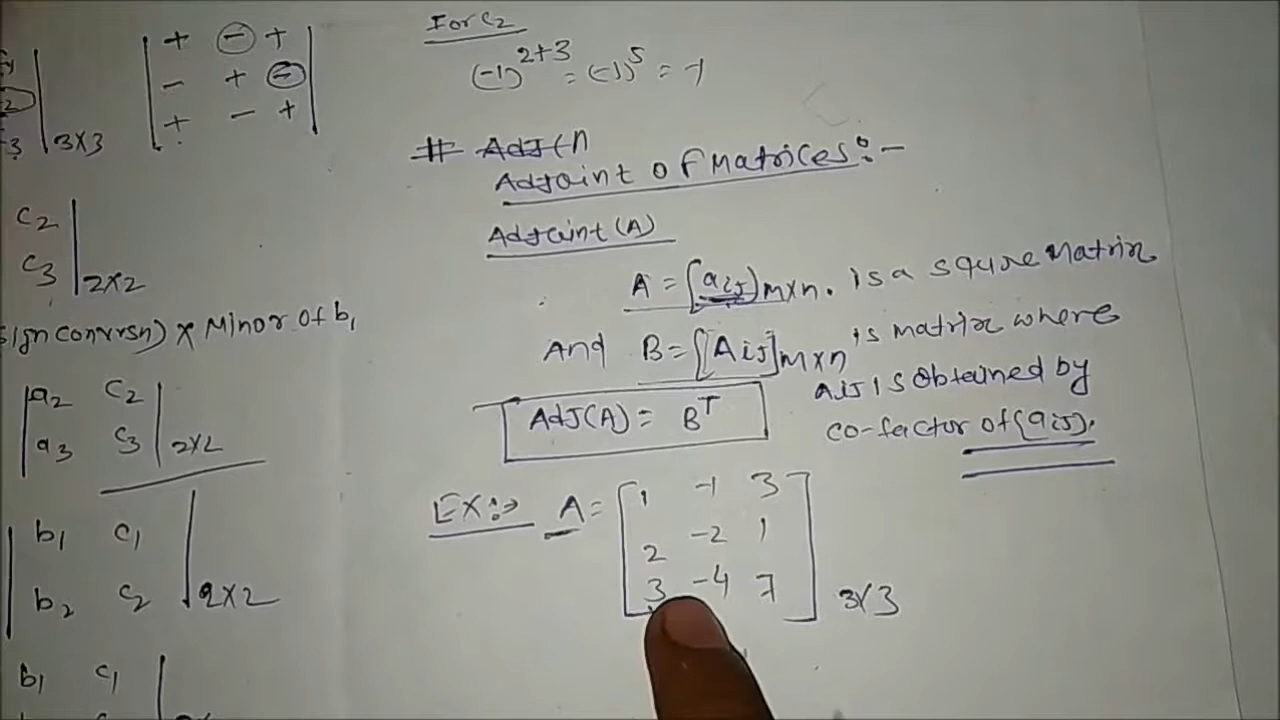 + - +
- + -
+ - +
3x3
C2
C3
2x2
Sign convrsn) x Minor of b1
a2 C2
a3 C3
2x2
b1 C1
b2 C2
2x2
b1 C1
For C2
(-1)^2+3 = (-1)^5 = -1
# Adj(n
Adjoint of Matrices:-
Adjoint (A)
A = [aij]mxn. is a squre Matrix
And B = [Aij]mxn is matrix where
Aij is obtained by
co-factor of [aij].
Adj(A) = B^T
Ex:→ A =
1 -1 3
2 -2 1
3 -4 7
3x3